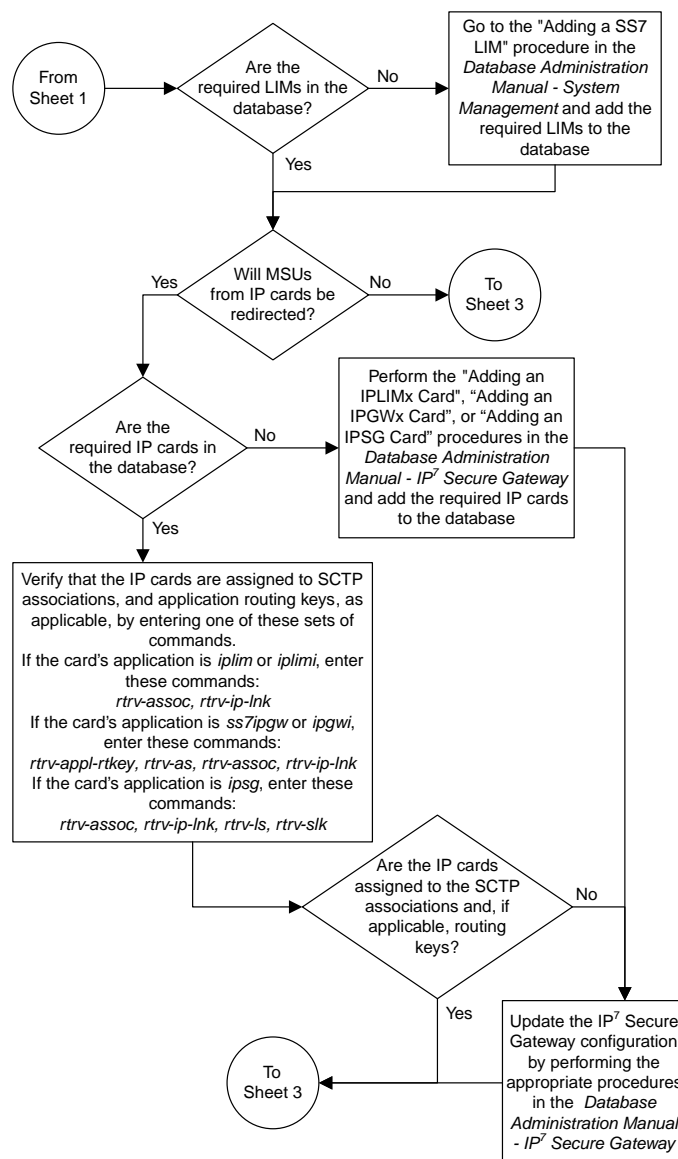 From
Sheet 1
Are the
required LIMs in the
database?
No
Yes
Go to the "Adding a SS7
LIM" procedure in the
Database Administration
Manual - System
Management and add the
required LIMs to the
database
Will MSUs
from IP cards be
redirected?
Yes
No
To
Sheet 3
Are the
required IP cards in
the database?
No
Yes
Perform the "Adding an
IPLIMx Card", “Adding an
IPGWx Card”, or “Adding an
IPSG Card” procedures in the
Database Administration
Manual - IP⁷ Secure Gateway
and add the required IP cards
to the database
Verify that the IP cards are assigned to SCTP
associations, and application routing keys, as
applicable, by entering one of these sets of
commands.
If the card’s application is iplim or iplimi, enter
these commands:
rtrv-assoc, rtrv-ip-lnk
If the card’s application is ss7ipgw or ipgwi,
enter these commands:
rtrv-appl-rtkey, rtrv-as, rtrv-assoc, rtrv-ip-lnk
If the card’s application is ipsg, enter these
commands:
rtrv-assoc, rtrv-ip-lnk, rtrv-ls, rtrv-slk
Are the IP cards
assigned to the SCTP
associations and, if
applicable, routing
keys?
No
Yes
To
Sheet 3
Update the IP⁷ Secure
Gateway configuration
by performing the
appropriate procedures
in the Database
Administration Manual
- IP⁷ Secure Gateway